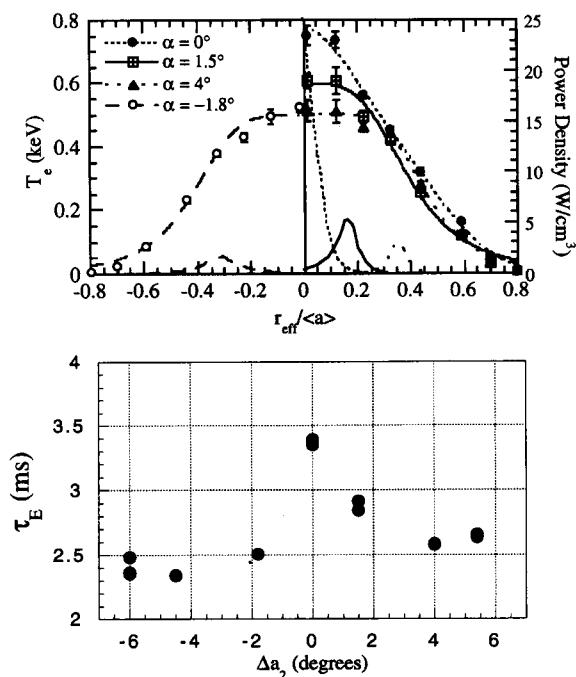 α = 0°
α = 1.5°
α = 4°
α = −1.8°
T_e (keV)
0.8
0.6
0.4
0.2
0
Power Density (W/cm³)
25
20
15
10
5
0
-0.8 -0.6 -0.4 -0.2 0 0.2 0.4 0.6 0.8
r_eff/<a>
τ_E (ms)
4
3.5
3
2.5
2
-6 -4 -2 0 2 4 6
Δa₂ (degrees)